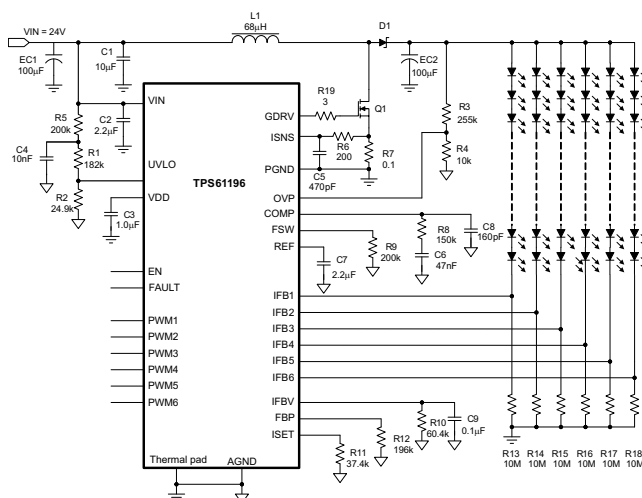 L1
68µH
D1
VIN = 24V
EC1
100µF
C1
10µF
EC2
100µF
R19
3
Q1
R3
255k
R5
200k
C2
2.2µF
C4
10nF
R1
182k
R2
24.9k
C3
1.0µF
R6
200
R7
0.1
C5
470pF
R4
10k
VIN
UVLO
VDD
EN
FAULT
PWM1
PWM2
PWM3
PWM4
PWM5
PWM6
TPS61196
Thermal pad
AGND
GDRV
ISNS
PGND
OVP
COMP
FSW
REF
IFB1
IFB2
IFB3
IFB4
IFB5
IFB6
IFBV
FBP
ISET
R8
150k
C8
160pF
R9
200k
C6
47nF
C7
2.2µF
R10
60.4k
C9
0.1µF
R11
37.4k
R12
196k
R13 R14 R15 R16 R17 R18
10M 10M 10M 10M 10M 10M